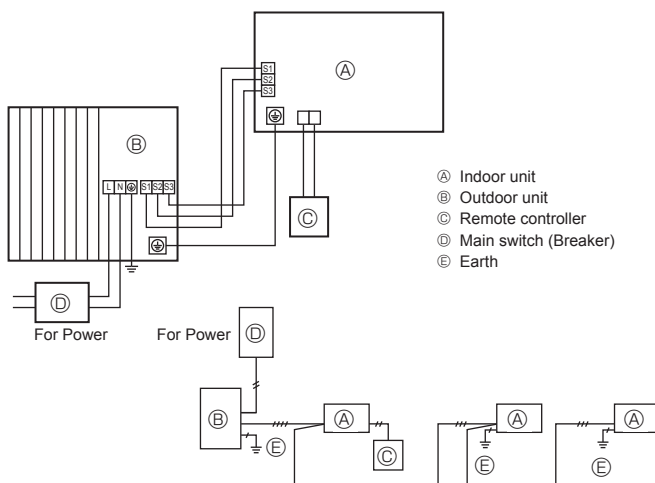 S1
S2
S3
Ⓐ
Ⓑ
L N S1 S2 S3
Ⓒ
Ⓐ Indoor unit
Ⓑ Outdoor unit
Ⓒ Remote controller
Ⓓ Main switch (Breaker)
Ⓔ Earth
Ⓓ
For Power
For Power Ⓓ
Ⓑ Ⓐ Ⓐ Ⓐ
Ⓔ Ⓒ Ⓔ Ⓔ